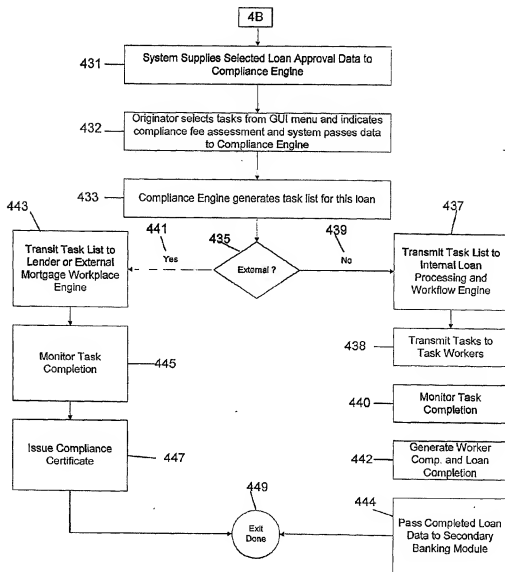 4B
431
System Supplies Selected Loan Approval Data to
Compliance Engine
432
Originator selects tasks from GUI menu and indicates
compliance fee assessment and system passes data
to Compliance Engine
433
Compliance Engine generates task list for this loan
443
441
435
439
437
Transit Task List to
Lender or External
Mortgage Workplace
Engine
Yes
External ?
No
Transmit Task List to
Internal Loan
Processing and
Workflow Engine
438
Transmit Tasks to
Task Workers
Monitor Task
Completion
445
440
Monitor Task
Completion
Issue Compliance
Certificate
447
442
Generate Worker
Comp. and Loan
Completion
449
Exit
Done
444
Pass Completed Loan
Data to Secondary
Banking Module